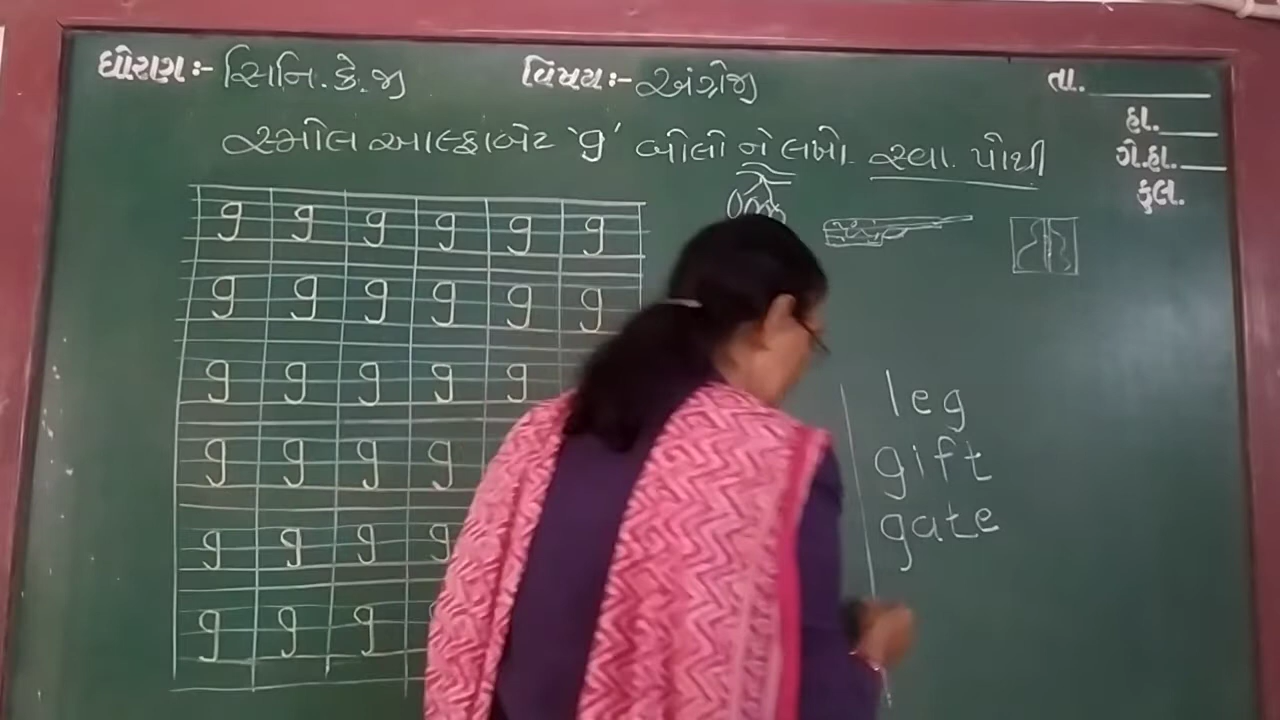 ધોરણ:- સિનિ. કે. જી વિષય:- અંગ્રેજી તા.
હા.
સ્મોલ આલ્ફાબેટ 'g' બોલો ને લખો. સ્વા. પોથી
ગે.હા.
કુલ.
g g g g g g
g g g g g g
g g g g g
g g g g
g g g g
g g g
leg
gift
gate